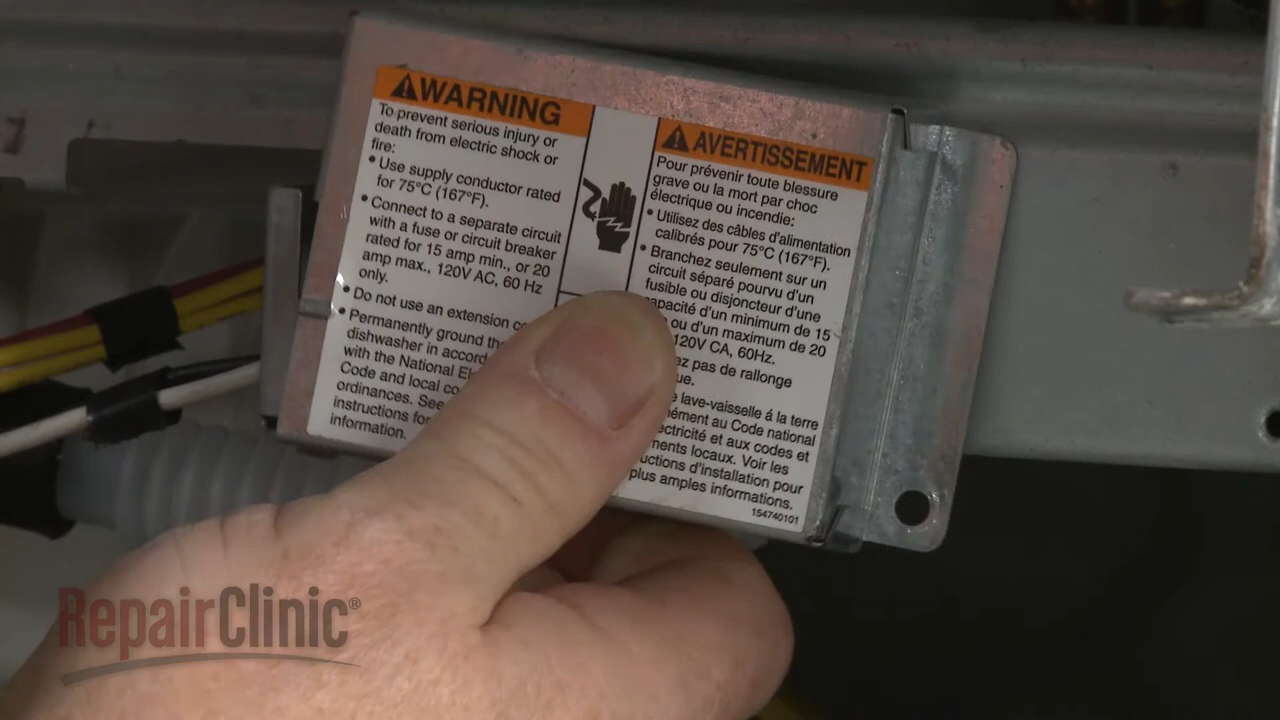 WARNING
To prevent serious injury or
death from electric shock or
fire:
• Use supply conductor rated
for 75°C (167°F).
• Connect to a separate circuit
with a fuse or circuit breaker
rated for 15 amp min., or 20
amp max., 120V AC, 60 Hz
only.
• Do not use an extension
• Permanently ground
dishwasher in
with the National
Code and local
ordinances. See
instructions for
information.
AVERTISSEMENT
Pour prévenir toute blessure
grave ou la mort par choc
électrique ou incendie:
• Utilisez des câbles d'alimentation
calibrés pour 75°C (167°F).
• Branchez seulement sur un
circuit séparé pourvu d'un
fusible ou disjoncteur d'une
capacité d'un minimum de 15
ou d'un maximum de 20
120V CA, 60Hz.
pas de rallonge
lave-vaisselle á la terre
au Code national
et aux codes et
locaux. Voir les
d'installation pour
plus amples informations.
154740101
RepairClinic®